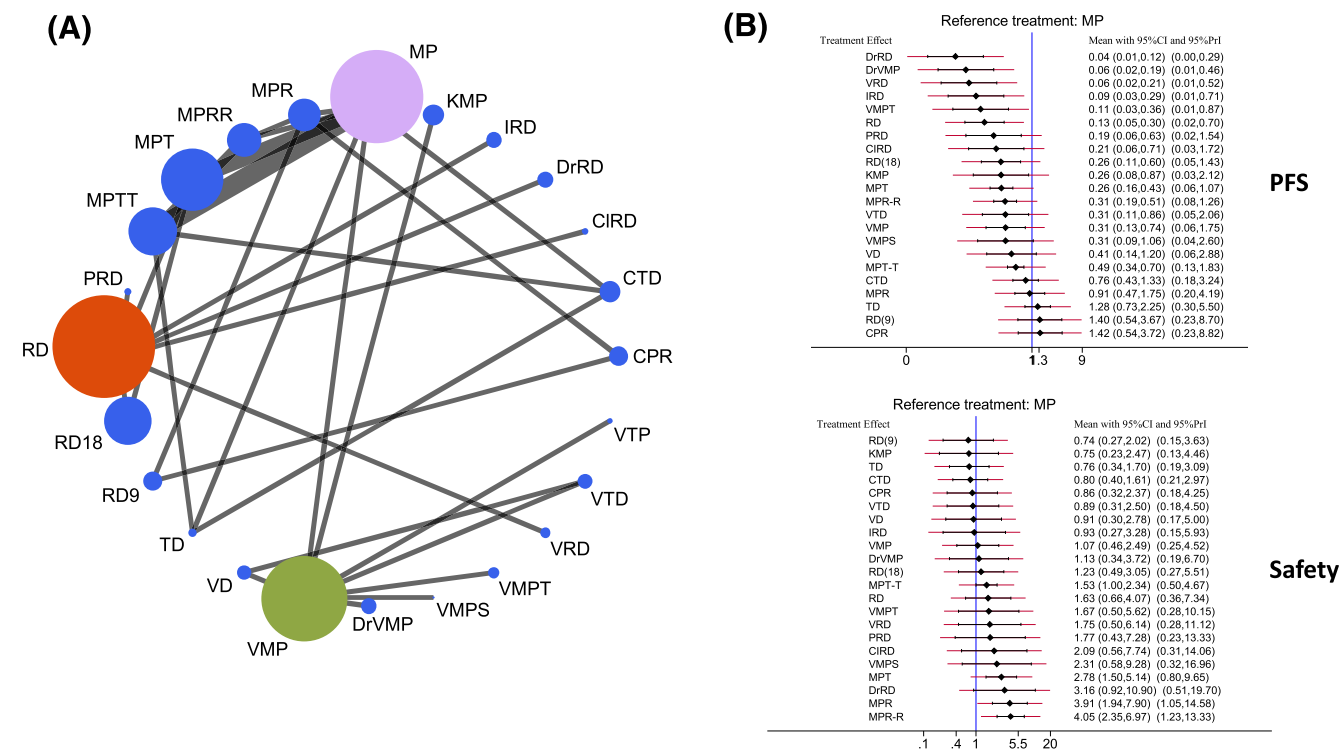 (A)
MP
MPR
KMP
MPRR
IRD
MPT
DrRD
MPTT
CIRD
PRD
CTD
RD
CPR
RD18
VTP
RD9
VTD
TD
VRD
VD
VMPT
VMPS
DrVMP
VMP
(B)
Reference treatment: MP
Treatment Effect Mean with 95%CI and 95%PrI
DrRD 0.04 (0.01,0.12) (0.00,0.29)
DrVMP 0.06 (0.02,0.19) (0.01,0.46)
VRD 0.06 (0.02,0.21) (0.01,0.52)
IRD 0.09 (0.03,0.29) (0.01,0.71)
VMPT 0.11 (0.03,0.36) (0.01,0.87)
RD 0.13 (0.05,0.30) (0.02,0.70)
PRD 0.19 (0.06,0.63) (0.02,1.54)
CIRD 0.21 (0.06,0.71) (0.03,1.72)
RD(18) 0.26 (0.11,0.60) (0.05,1.43)
KMP 0.26 (0.08,0.87) (0.03,2.12)
MPT 0.26 (0.16,0.43) (0.06,1.07)
MPR-R 0.31 (0.19,0.51) (0.08,1.26)
VTD 0.31 (0.11,0.86) (0.05,2.06)
VMP 0.31 (0.13,0.74) (0.06,1.75)
VMPS 0.31 (0.09,1.06) (0.04,2.60)
VD 0.41 (0.14,1.20) (0.06,2.88)
MPT-T 0.49 (0.34,0.70) (0.13,1.83)
CTD 0.76 (0.43,1.33) (0.18,3.24)
MPR 0.91 (0.47,1.75) (0.20,4.19)
TD 1.28 (0.73,2.25) (0.30,5.50)
RD(9) 1.40 (0.54,3.67) (0.23,8.70)
CPR 1.42 (0.54,3.72) (0.23,8.82)
0 1 1.3 9
PFS
Reference treatment: MP
Treatment Effect Mean with 95%CI and 95%PrI
RD(9) 0.74 (0.27,2.02) (0.15,3.63)
KMP 0.75 (0.23,2.47) (0.13,4.46)
TD 0.76 (0.34,1.70) (0.19,3.09)
CTD 0.80 (0.40,1.61) (0.21,2.97)
CPR 0.86 (0.32,2.37) (0.18,4.25)
VTD 0.89 (0.31,2.50) (0.18,4.50)
VD 0.91 (0.30,2.78) (0.17,5.00)
IRD 0.93 (0.27,3.28) (0.15,5.93)
VMP 1.07 (0.46,2.49) (0.25,4.52)
DrVMP 1.13 (0.34,3.72) (0.19,6.70)
RD(18) 1.23 (0.49,3.05) (0.27,5.51)
MPT-T 1.53 (1.00,2.34) (0.50,4.67)
RD 1.63 (0.66,4.07) (0.36,7.34)
VMPT 1.67 (0.50,5.62) (0.28,10.15)
VRD 1.75 (0.50,6.14) (0.28,11.12)
PRD 1.77 (0.43,7.28) (0.23,13.33)
CIRD 2.09 (0.56,7.74) (0.31,14.06)
VMPS 2.31 (0.58,9.28) (0.32,16.96)
MPT 2.78 (1.50,5.14) (0.80,9.65)
DrRD 3.16 (0.92,10.90) (0.51,19.70)
MPR 3.91 (1.94,7.90) (1.05,14.58)
MPR-R 4.05 (2.35,6.97) (1.23,13.33)
.1 .4 1 5.5 20
Safety